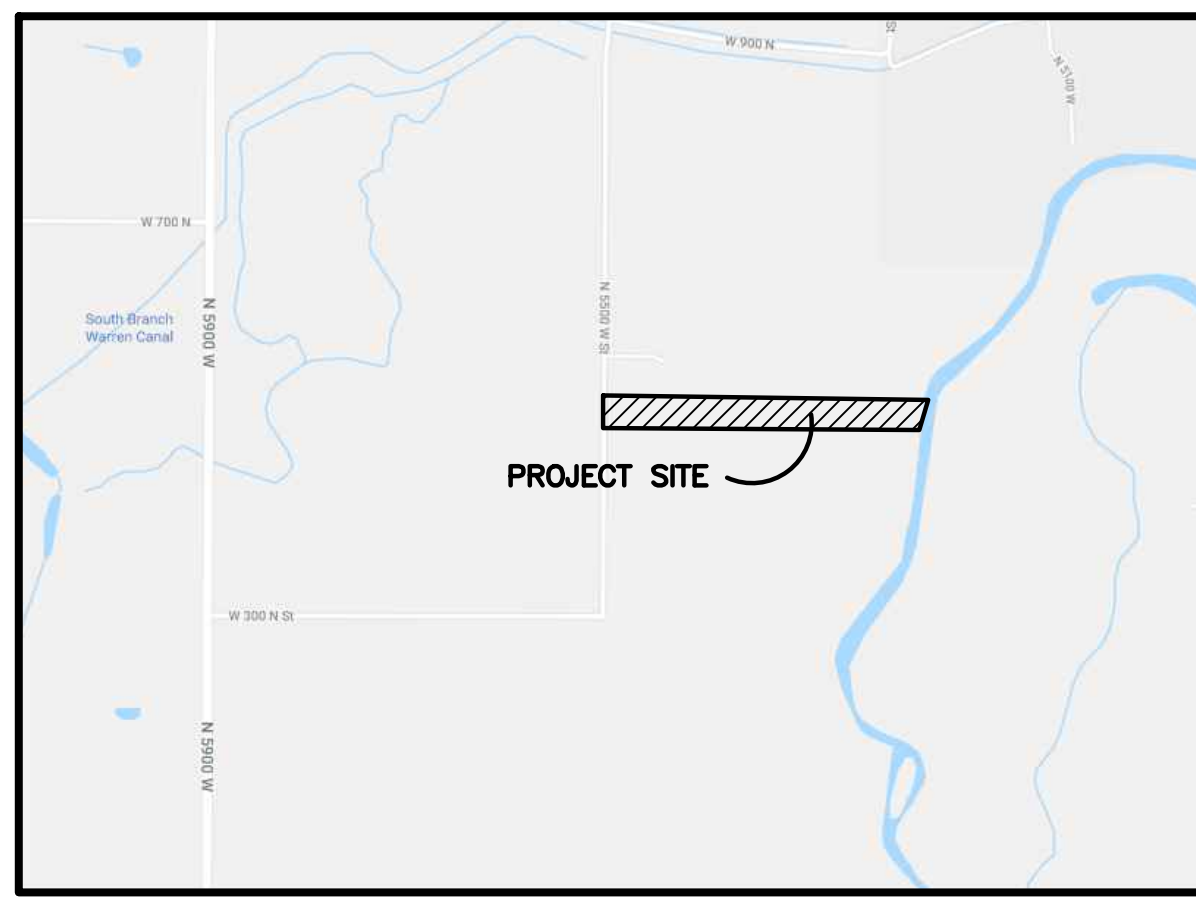 St
W 900 N
N 5100 W
W 700 N
South Branch
Warren Canal
N 5900 W
N 5500 W St
PROJECT SITE
W 300 N St
N 5900 W